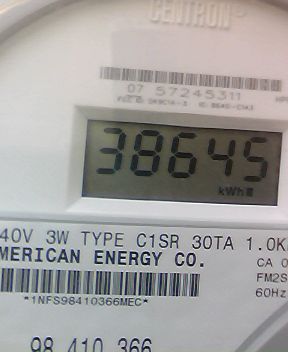 CENTRON®
07 57245311
38645
kWh
40V 3W TYPE C1SR 30TA 1.0K
MERICAN ENERGY CO.
CA 0
FM2S
60Hz
*1NFS98410366MEC*
98 410 366